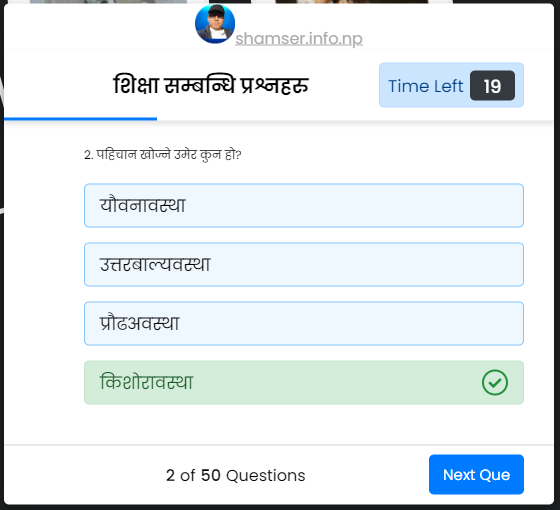 shamser.info.np
शिक्षा सम्बन्धि प्रश्नहरु
Time Left 19
2. पहिचान खोज्ने उमेर कुन हो?
यौवनावस्था
उत्तरबाल्यवस्था
प्रौढअवस्था
किशोरावस्था
2 of 50 Questions
Next Que